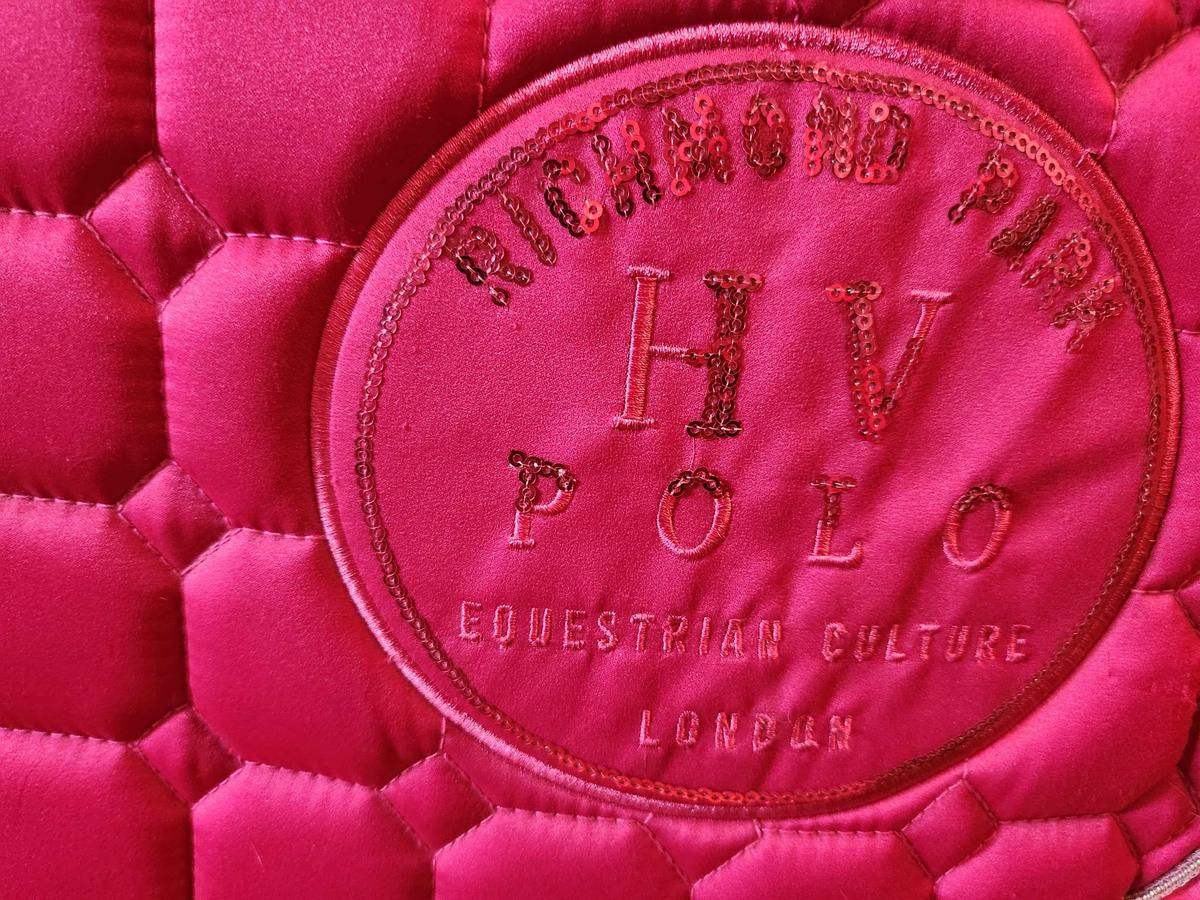 RICHMOND PARK
HV
POLO
EQUESTRIAN CULTURE
LONDON